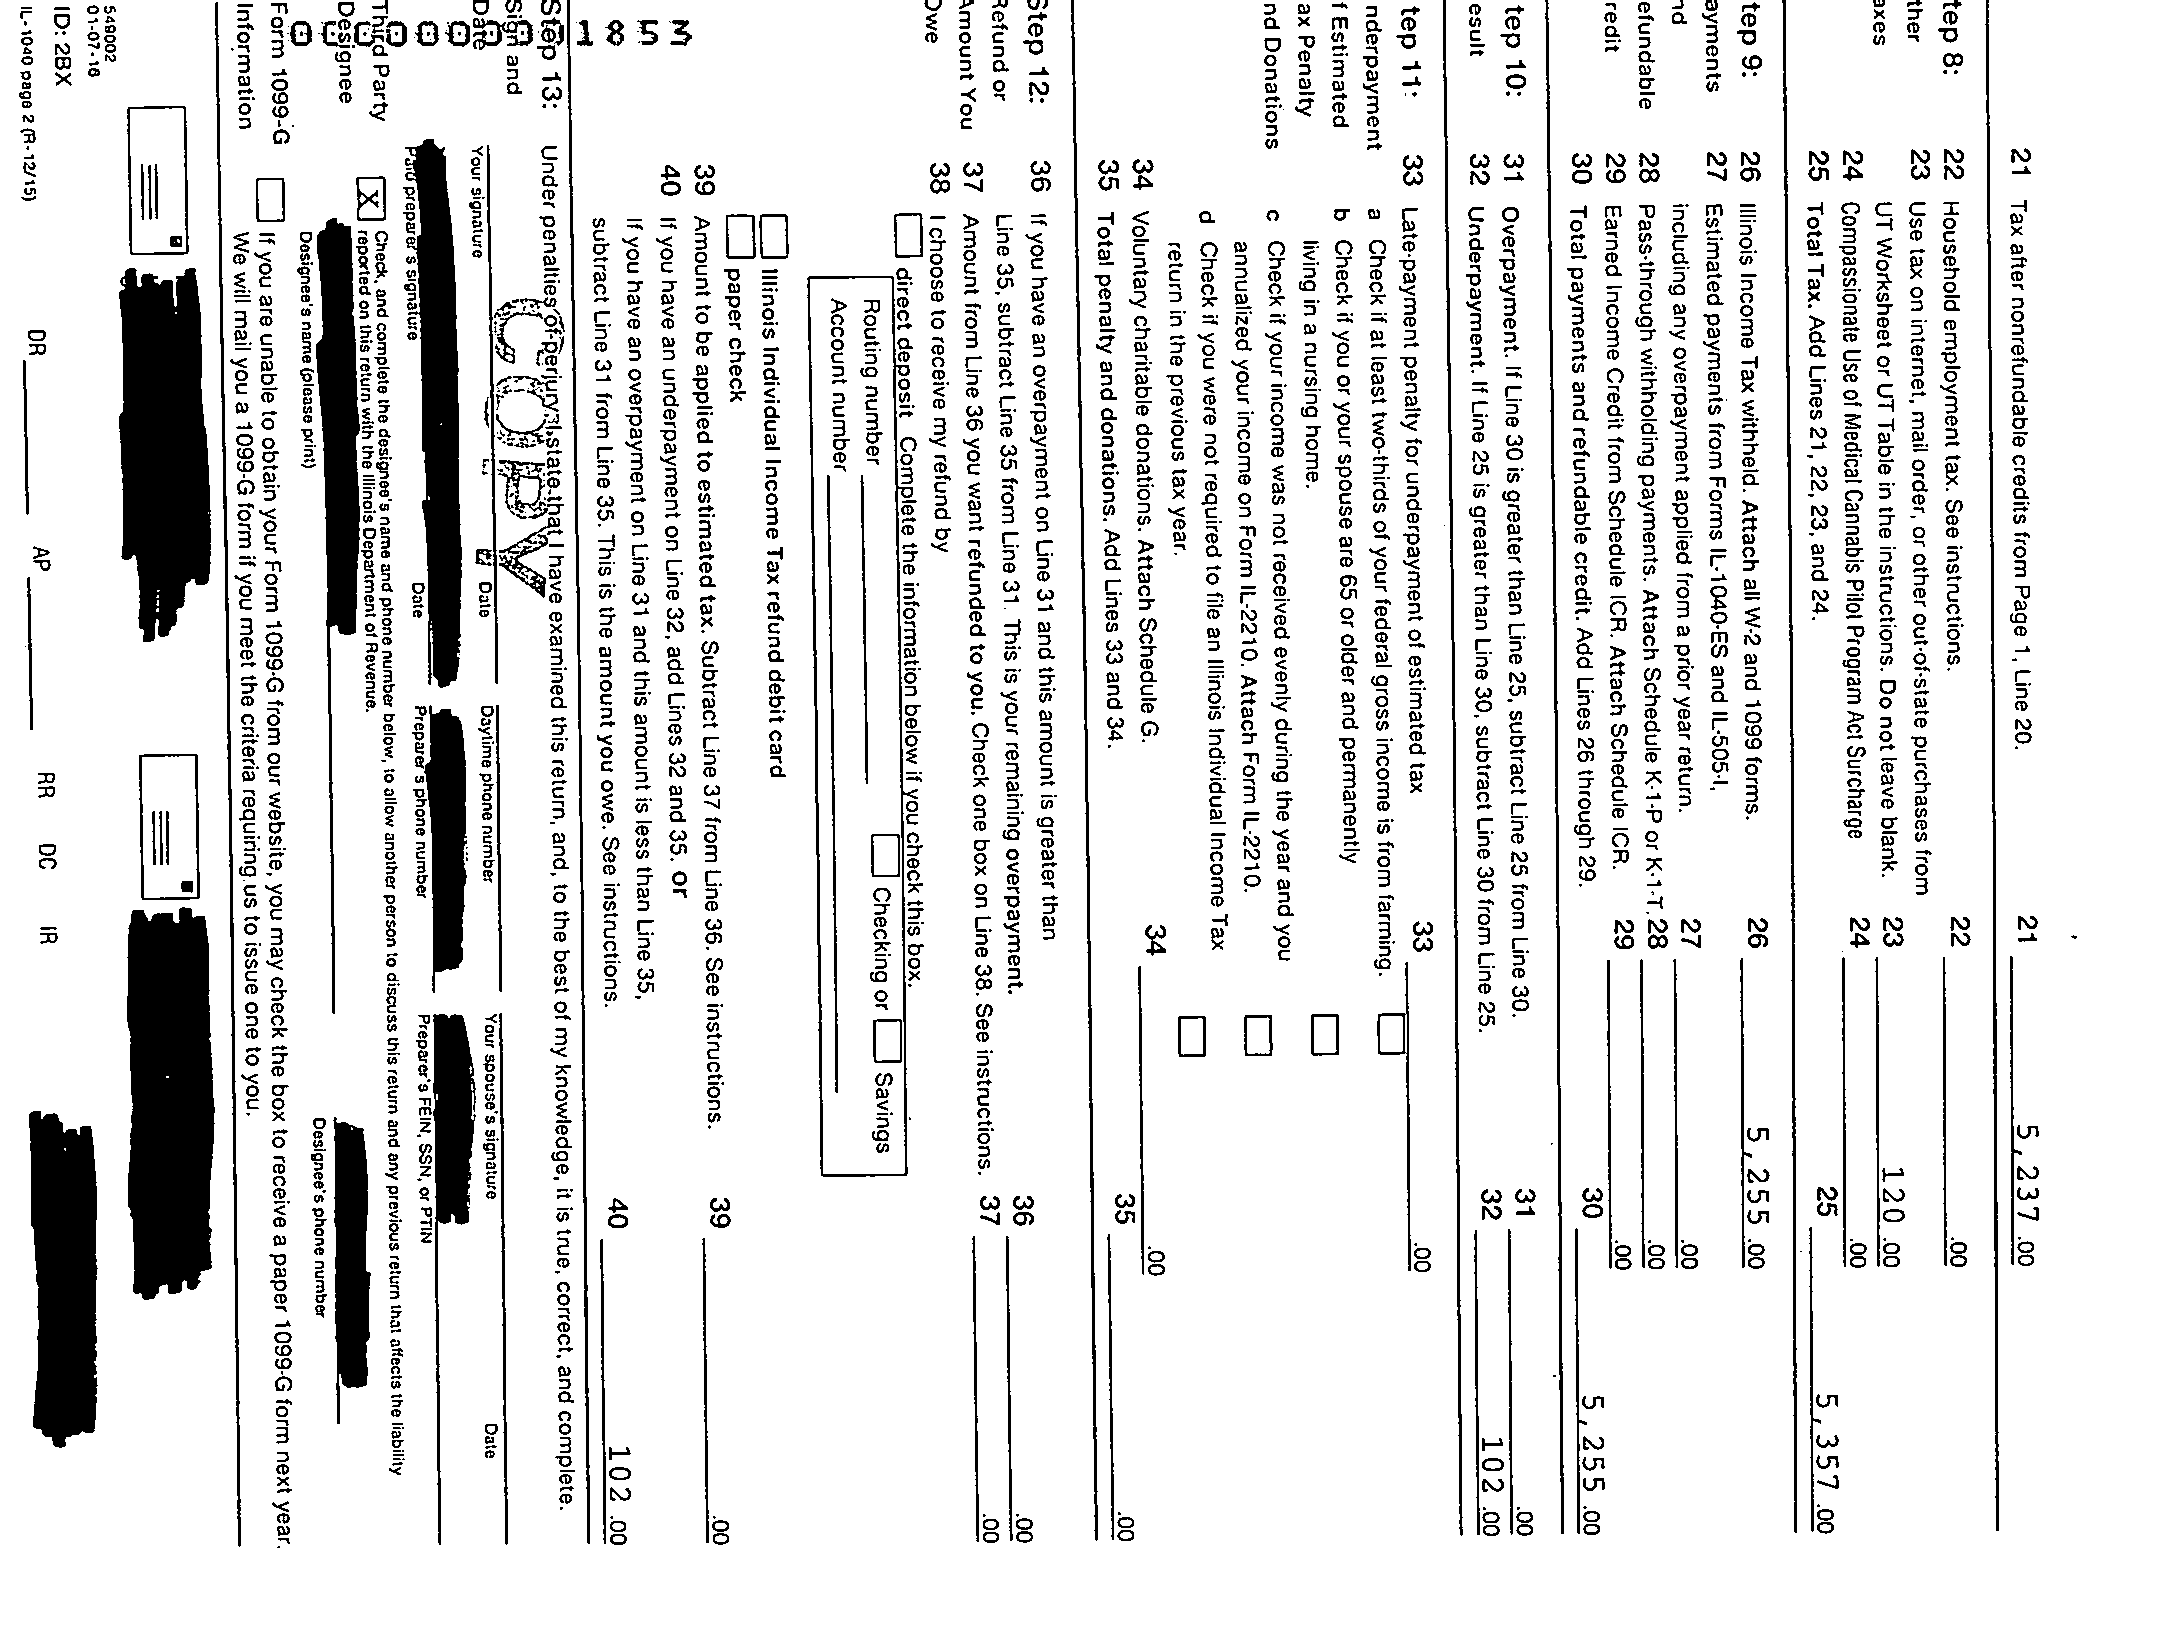 21 Tax after nonrefundable credits from Page 1, Line 20. 21 5,237 .00
tep 8: 22 Household employment tax. See instructions. 22 .00
ther 23 Use tax on internet, mail order, or other out-of-state purchases from
axes UT Worksheet or UT Table in the instructions. Do not leave blank. 23 120 .00
24 Compassionate Use of Medical Cannabis Pilot Program Act Surcharge 24 .00
25 Total Tax. Add Lines 21, 22, 23, and 24. 25 5,357 .00
tep 9: 26 Illinois Income Tax withheld. Attach all W-2 and 1099 forms. 26 5,255 .00
ayments 27 Estimated payments from Forms IL-1040-ES and IL-505-I,
nd including any overpayment applied from a prior year return. 27 .00
efundable 28 Pass-through withholding payments. Attach Schedule K-1-P or K-1-T. 28 .00
redit 29 Earned Income Credit from Schedule ICR. Attach Schedule ICR. 29 .00
30 Total payments and refundable credit. Add Lines 26 through 29. 30 5,255 .00
tep 10: 31 Overpayment. If Line 30 is greater than Line 25, subtract Line 25 from Line 30. 31 .00
esult 32 Underpayment. If Line 25 is greater than Line 30, subtract Line 30 from Line 25. 32 102 .00
tep 11: 33 Late-payment penalty for underpayment of estimated tax 33 .00
nderpayment a Check if at least two-thirds of your federal gross income is from farming.
f Estimated b Check if you or your spouse are 65 or older and permanently
ax Penalty living in a nursing home.
nd Donations c Check if your income was not received evenly during the year and you
annualized your income on Form IL-2210. Attach Form IL-2210.
d Check if you were not required to file an Illinois Individual Income Tax
return in the previous tax year.
34 Voluntary charitable donations. Attach Schedule G. 34 .00
35 Total penalty and donations. Add Lines 33 and 34. 35 .00
Step 12: 36 If you have an overpayment on Line 31 and this amount is greater than
Refund or Line 35, subtract Line 35 from Line 31. This is your remaining overpayment. 36 .00
Amount You 37 Amount from Line 36 you want refunded to you. Check one box on Line 38. See instructions. 37 .00
Owe 38 I choose to receive my refund by
direct deposit Complete the information below if you check this box.
Routing number Checking or Savings
Account number
Illinois Individual Income Tax refund debit card
paper check
39 Amount to be applied to estimated tax. Subtract Line 37 from Line 36. See instructions. 39 .00
40 If you have an underpayment on Line 32, add Lines 32 and 35. or
If you have an overpayment on Line 31 and this amount is less than Line 35,
subtract Line 31 from Line 35. This is the amount you owe. See instructions. 40 102 .00
000000001853
Step 13: Under penalties of perjury, I state that I have examined this return, and, to the best of my knowledge, it is true, correct, and complete.
Sign and
Date
COPY
Your signature Date Daytime phone number Your spouse's signature Date
Paid preparer's signature Date Preparer's phone number Preparer's FEIN, SSN, or PTIN
Third Party X Check, and complete the designee's name and phone number below, to allow another person to discuss this return and any previous return that affects the liability
Designee reported on this return with the Illinois Department of Revenue.
Designee's name (please print) Designee's phone number
Form 1099-G If you are unable to obtain your Form 1099-G from our website, you may check the box to receive a paper 1099-G form next year.
Information We will mail you a 1099-G form if you meet the criteria requiring us to issue one to you.
549002
01-07-16
ID: 2BX
IL-1040 page 2 (R-12/15) DR AP RR DC IR